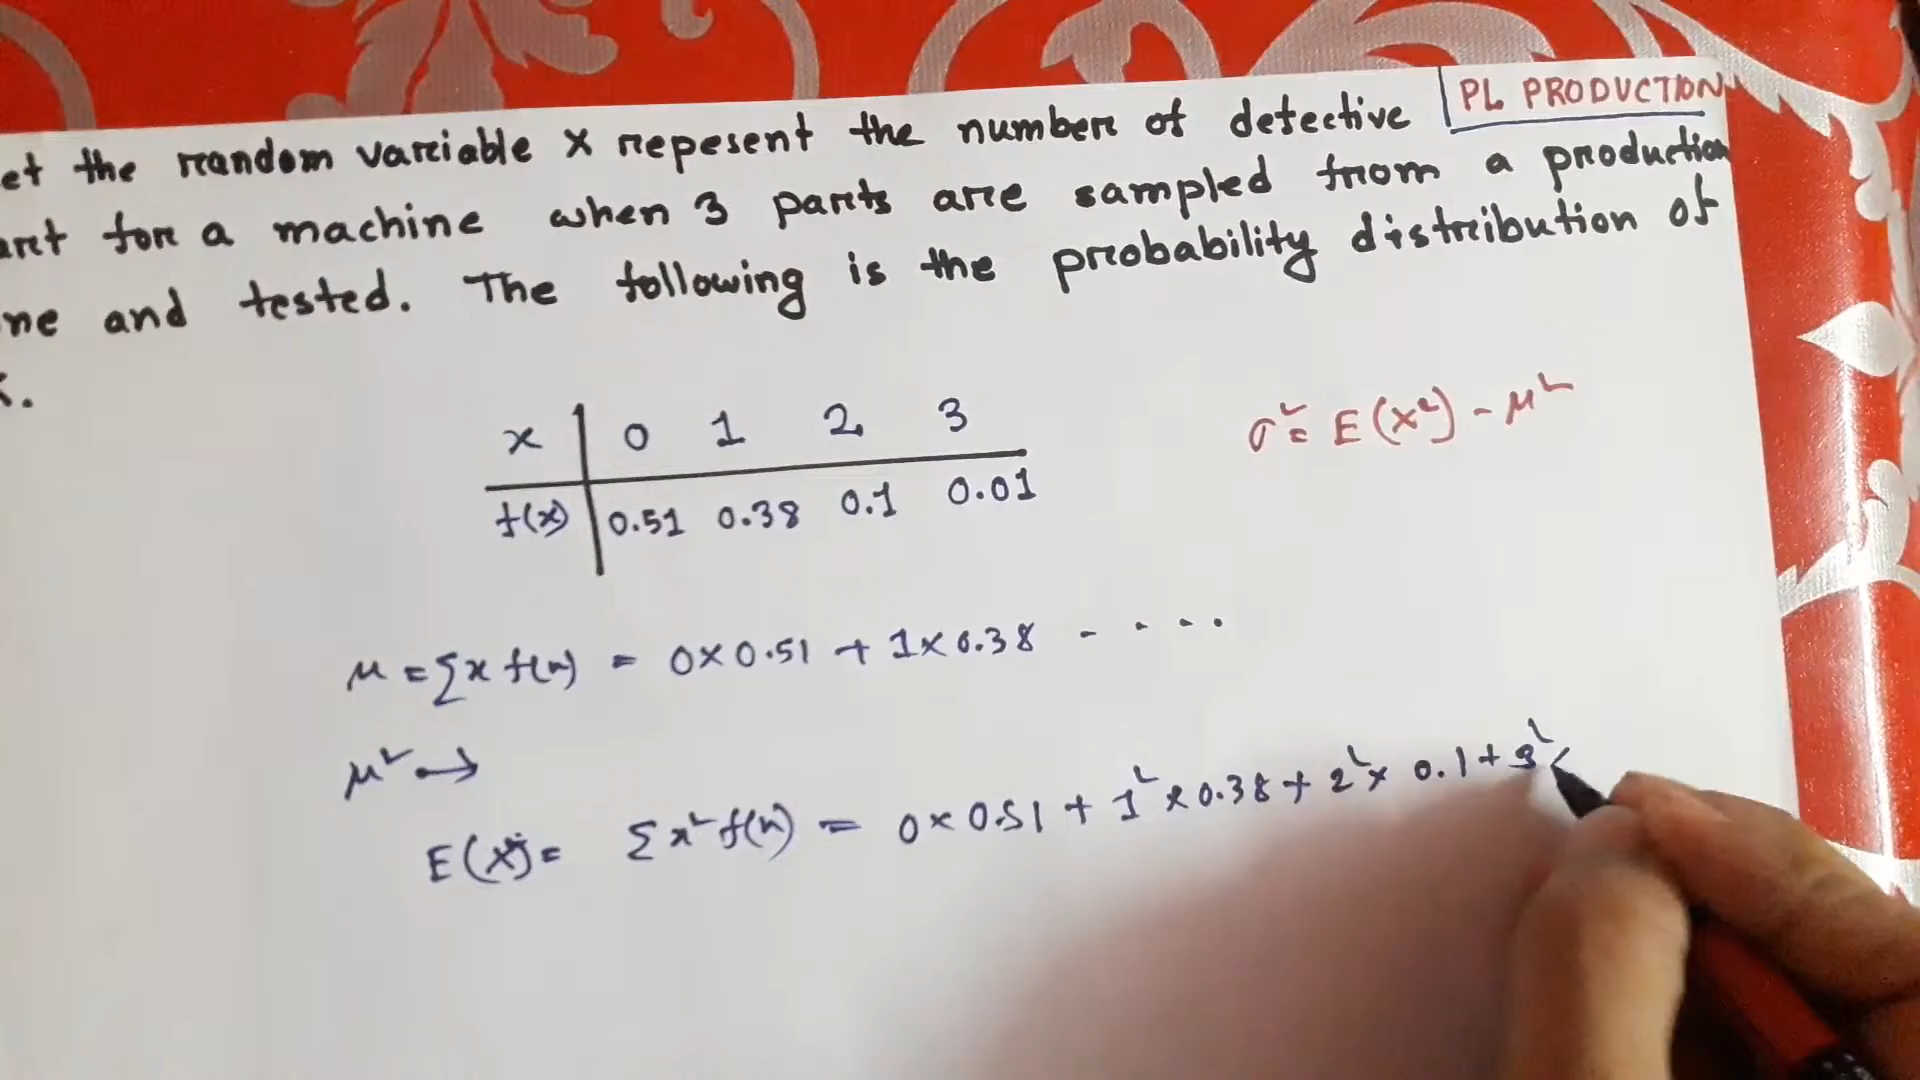 et the random variable x repesent the number of defective
PL PRODUCTION
art for a machine when 3 parts are sampled from a production
ne and tested. The following is the probability distribution of
x 0 1 2 3
f(x) 0.51 0.38 0.1 0.01
σ² = E(x²) - μ²
μ = Σx f(x) = 0×0.51 + 1×0.38 - . . . .
μ² →
E(x²) = Σx² f(x) = 0×0.51 + 1²×0.38 + 2²× 0.1 + 3²